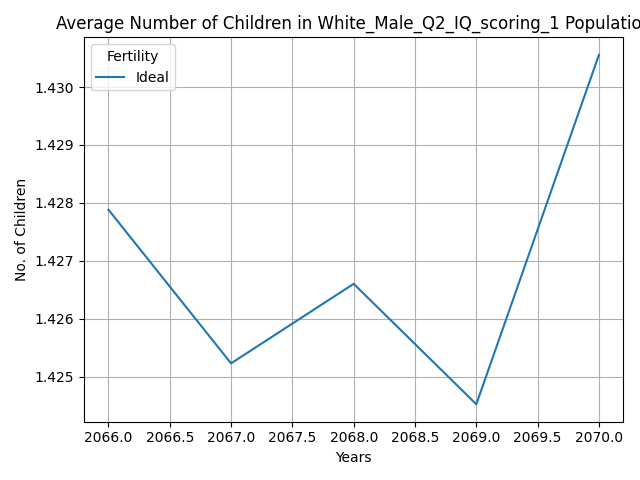 Average Number of Children in White_Male_Q2_IQ_scoring_1 Populatio
Fertility
Ideal
1.430
1.429
1.428
1.427
1.426
1.425
No. of Children
2066.0 2066.5 2067.0 2067.5 2068.0 2068.5 2069.0 2069.5 2070.0
Years